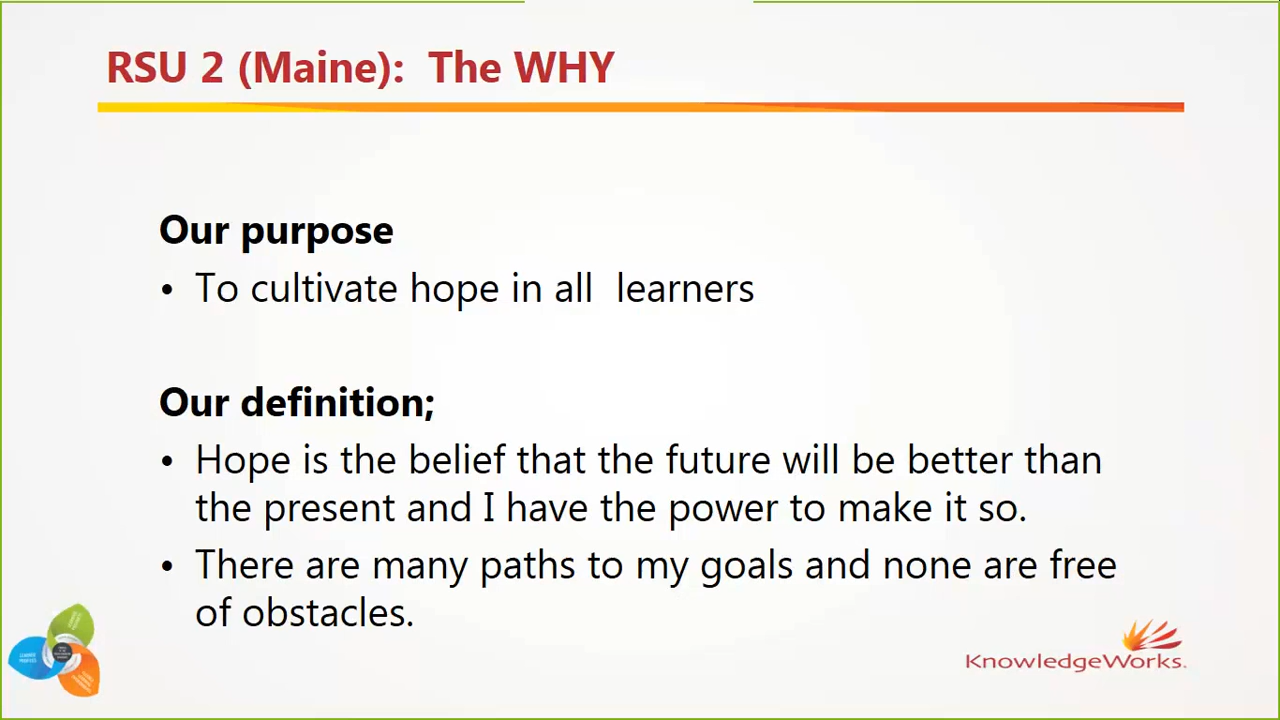 RSU 2 (Maine): The WHY
Our purpose
• To cultivate hope in all  learners
Our definition;
• Hope is the belief that the future will be better than
the present and I have the power to make it so.
• There are many paths to my goals and none are free
of obstacles.
KnowledgeWorks.